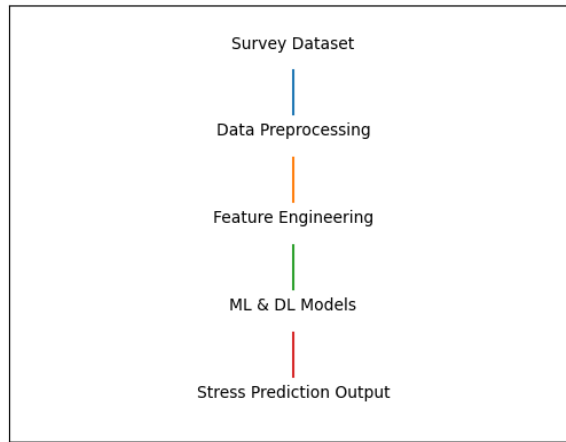 Survey Dataset
Data Preprocessing
Feature Engineering
ML & DL Models
Stress Prediction Output